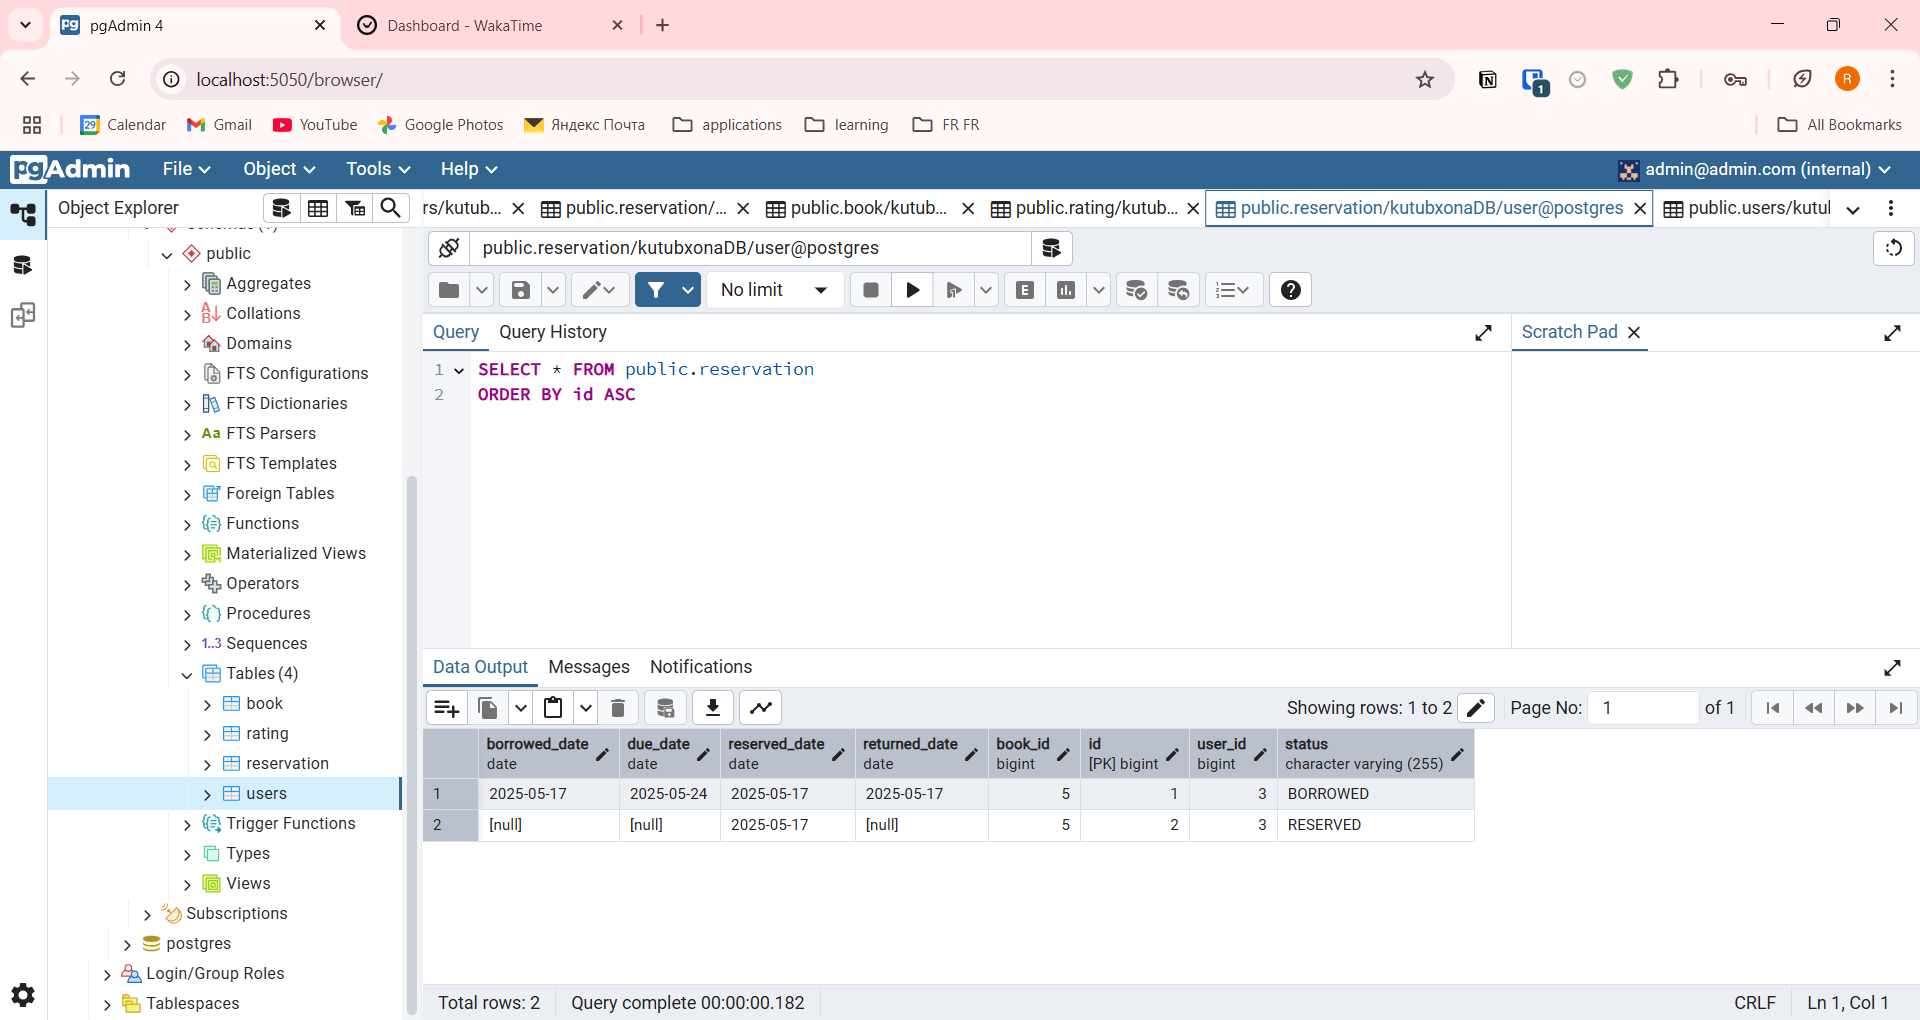 pgAdmin 4
Dashboard - WakaTime
localhost:5050/browser/
1
R
29 Calendar
Gmail
YouTube
Google Photos
Яндекс Почта
applications
learning
FR FR
All Bookmarks
pgAdmin
File
Object
Tools
Help
admin@admin.com (internal)
Object Explorer
rs/kutub...
public.reservation/...
public.book/kutub...
public.rating/kutub...
public.reservation/kutubxonaDB/user@postgres
public.users/kutul
public.reservation/kutubxonaDB/user@postgres
No limit
E
Query
Query History
Scratch Pad
1 SELECT * FROM public.reservation
2 ORDER BY id ASC
public
Aggregates
Collations
Domains
FTS Configurations
FTS Dictionaries
Aa FTS Parsers
FTS Templates
Foreign Tables
Functions
Materialized Views
Operators
Procedures
1..3 Sequences
Tables (4)
book
rating
reservation
users
Trigger Functions
Types
Views
Subscriptions
postgres
Login/Group Roles
Tablespaces
Data Output
Messages
Notifications
Showing rows: 1 to 2
Page No: 1 of 1
borrowed_date due_date reserved_date returned_date book_id id user_id status
date date date date bigint [PK] bigint bigint character varying (255)
1 2025-05-17 2025-05-24 2025-05-17 2025-05-17 5 1 3 BORROWED
2 [null] [null] 2025-05-17 [null] 5 2 3 RESERVED
Total rows: 2
Query complete 00:00:00.182
CRLF
Ln 1, Col 1